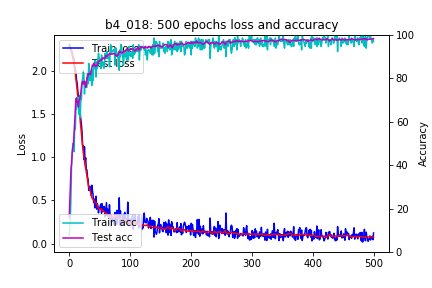 b4_018: 500 epochs loss and accuracy
Train loss
Test loss
Train acc
Test acc
Loss
Accuracy
2.0
1.5
1.0
0.5
0.0
100
80
60
40
20
0
0
100
200
300
400
500